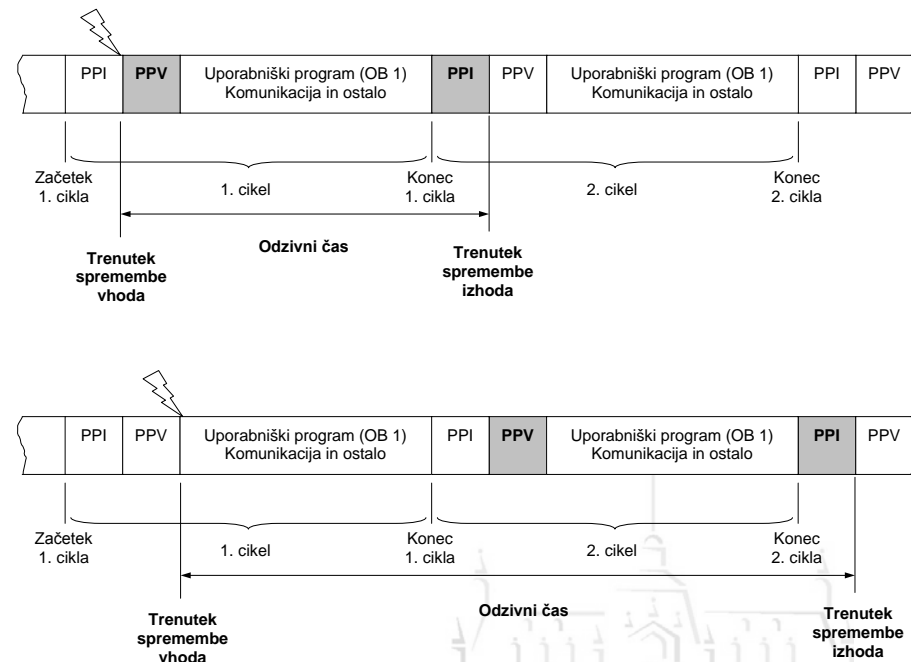 PPI PPV Uporabniški program (OB 1) PPI PPV Uporabniški program (OB 1) PPI PPV
Komunikacija in ostalo Komunikacija in ostalo
Začetek 1. cikel Konec 2. cikel Konec
1. cikla 1. cikla 2. cikla
Odzivni čas
Trenutek Trenutek
spremembe spremembe
vhoda izhoda
PPI PPV Uporabniški program (OB 1) PPI PPV Uporabniški program (OB 1) PPI PPV
Komunikacija in ostalo Komunikacija in ostalo
Začetek 1. cikel Konec 2. cikel Konec
1. cikla 1. cikla 2. cikla
Odzivni čas
Trenutek Trenutek
spremembe spremembe
vhoda izhoda